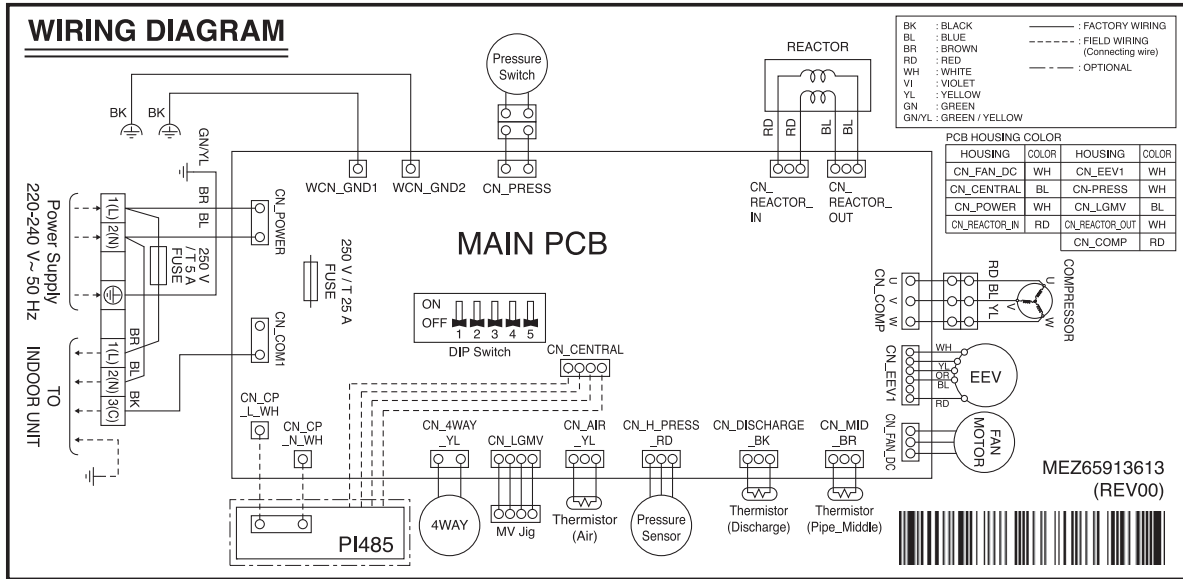 WIRING DIAGRAM
BK : BLACK
BL : BLUE
BR : BROWN
RD : RED
WH : WHITE
VI : VIOLET
YL : YELLOW
GN : GREEN
GN/YL : GREEN / YELLOW
: FACTORY WIRING
: FIELD WIRING
(Connecting wire)
: OPTIONAL
PCB HOUSING COLOR
HOUSING COLOR HOUSING COLOR
CN_FAN_DC WH CN_EEV1 WH
CN_CENTRAL BL CN-PRESS WH
CN_POWER WH CN_LGMV BL
CN_REACTOR_IN RD CN_REACTOR_OUT WH
CN_COMP RD
Pressure
Switch
REACTOR
RD
RD
BL
BL
BK
BK
GN/YL
WCN_GND1
WCN_GND2
CN_PRESS
CN_
REACTOR_
IN
CN_
REACTOR_
OUT
Power Supply
220-240 V~ 50 Hz
1(L)
2(N)
BR
BL
250 V
/T 5 A
FUSE
CN_POWER
250 V / T 25 A
FUSE
MAIN PCB
ON
OFF
1 2 3 4 5
DIP Switch
CN_COMP
U
V
W
RD
BL
YL
U
V
W
COMPRESSOR
TO
INDOOR UNIT
1(L)
2(N)
3(C)
BR
BL
BK
CN_COM1
CN_CENTRAL
CN_EEV1
WH
YL
OR
BL
RD
EEV
CN_FAN_DC
FAN
MOTOR
CN_CP
_L_WH
CN_CP
_N_WH
CN_4WAY
_YL
CN_LGMV
CN_AIR
_YL
CN_H_PRESS
_RD
CN_DISCHARGE
_BK
CN_MID
_BR
PI485
4WAY
MV Jig
Thermistor
(Air)
Pressure
Sensor
Thermistor
(Discharge)
Thermistor
(Pipe_Middle)
MEZ65913613
(REV00)